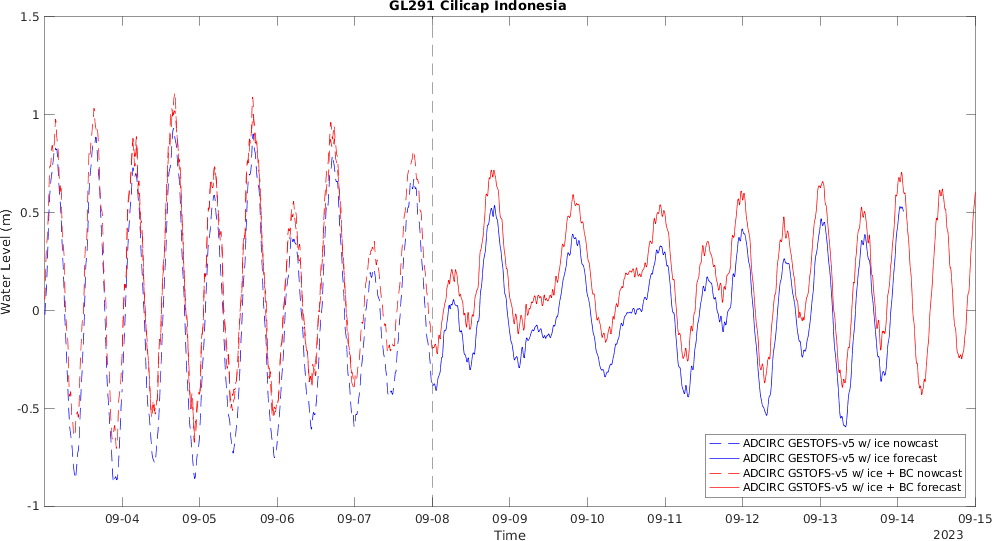 GL291 Cilicap Indonesia
1.5
1
0.5
0
-0.5
-1
Water Level (m)
ADCIRC GESTOFS-v5 w/ ice nowcast
ADCIRC GESTOFS-v5 w/ ice forecast
ADCIRC GSTOFS-v5 w/ ice + BC nowcast
ADCIRC GSTOFS-v5 w/ ice + BC forecast
09-04 09-05 09-06 09-07 09-08 09-09 09-10 09-11 09-12 09-13 09-14 09-15
Time
2023